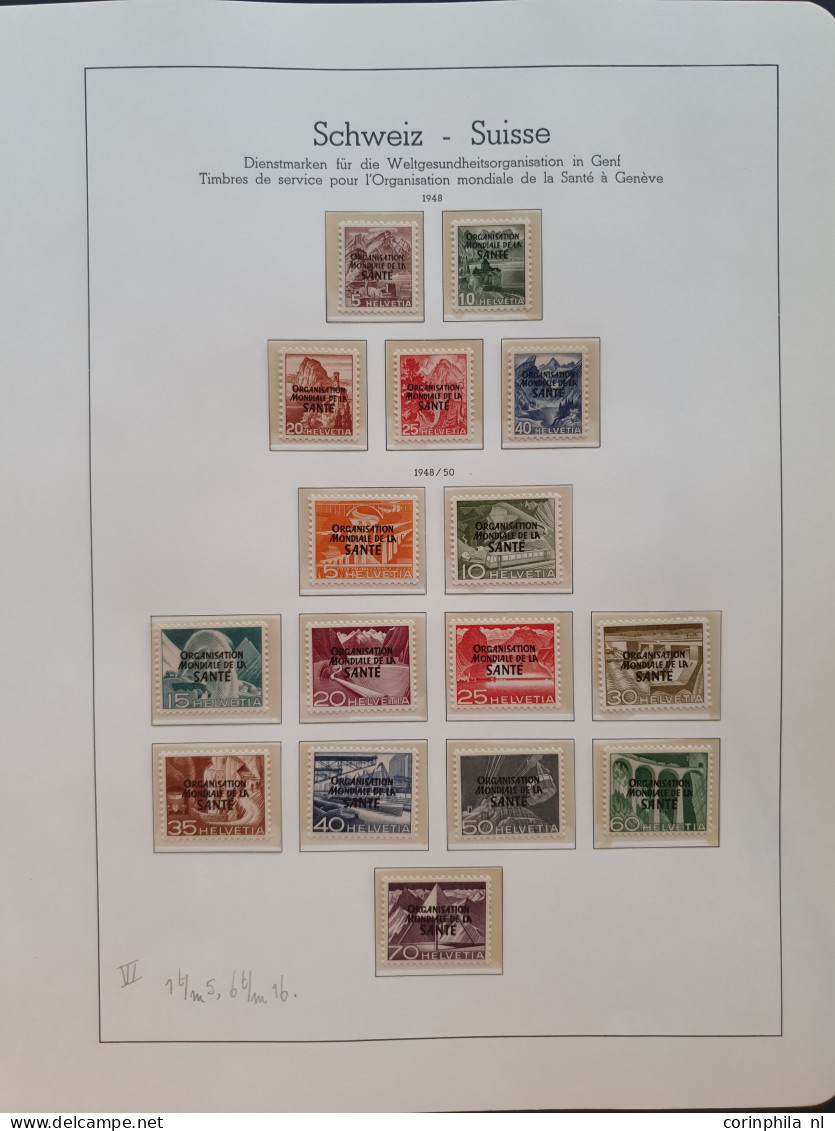 Schweiz - Suisse
Dienstmarken für die Weltgesundheitsorganisation in Genf
Timbres de service pour l'Organisation mondiale de la Santé à Genève
1948
ORGANISATION
MONDIALE DE LA
SANTÉ
5 HELVETIA
ORGANISATION
MONDIALE DE LA
SANTÉ
10 HELVETIA
ORGANISATION
MONDIALE DE LA
SANTÉ
20 HELVETIA
ORGANISATION
MONDIALE DE LA
SANTÉ
25 HELVETIA
ORGANISATION
MONDIALE DE LA
SANTÉ
40 HELVETIA
1948/50
ORGANISATION
MONDIALE DE LA
SANTÉ
5 HELVETIA
ORGANISATION
MONDIALE DE LA
SANTÉ
10 HELVETIA
ORGANISATION
MONDIALE DE LA
SANTÉ
15 HELVETIA
ORGANISATION
MONDIALE DE LA
SANTÉ
20 HELVETIA
ORGANISATION
MONDIALE DE LA
SANTÉ
25 HELVETIA
ORGANISATION
MONDIALE DE LA
SANTÉ
30 HELVETIA
ORGANISATION
MONDIALE DE LA
SANTÉ
35 HELVETIA
ORGANISATION
MONDIALE DE LA
SANTÉ
40 HELVETIA
ORGANISATION
MONDIALE DE LA
SANTÉ
50 HELVETIA
ORGANISATION
MONDIALE DE LA
SANTÉ
60 HELVETIA
ORGANISATION
MONDIALE DE LA
SANTÉ
70 HELVETIA
VI 1 t/m 5, 6 t/m 16.
corinphila nl